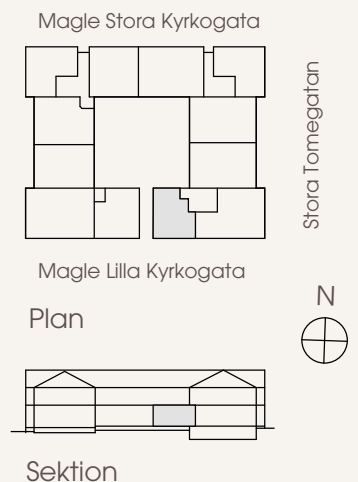 Magle Stora Kyrkogata
Stora Tomegatan
Magle Lilla Kyrkogata
Plan
N
Sektion